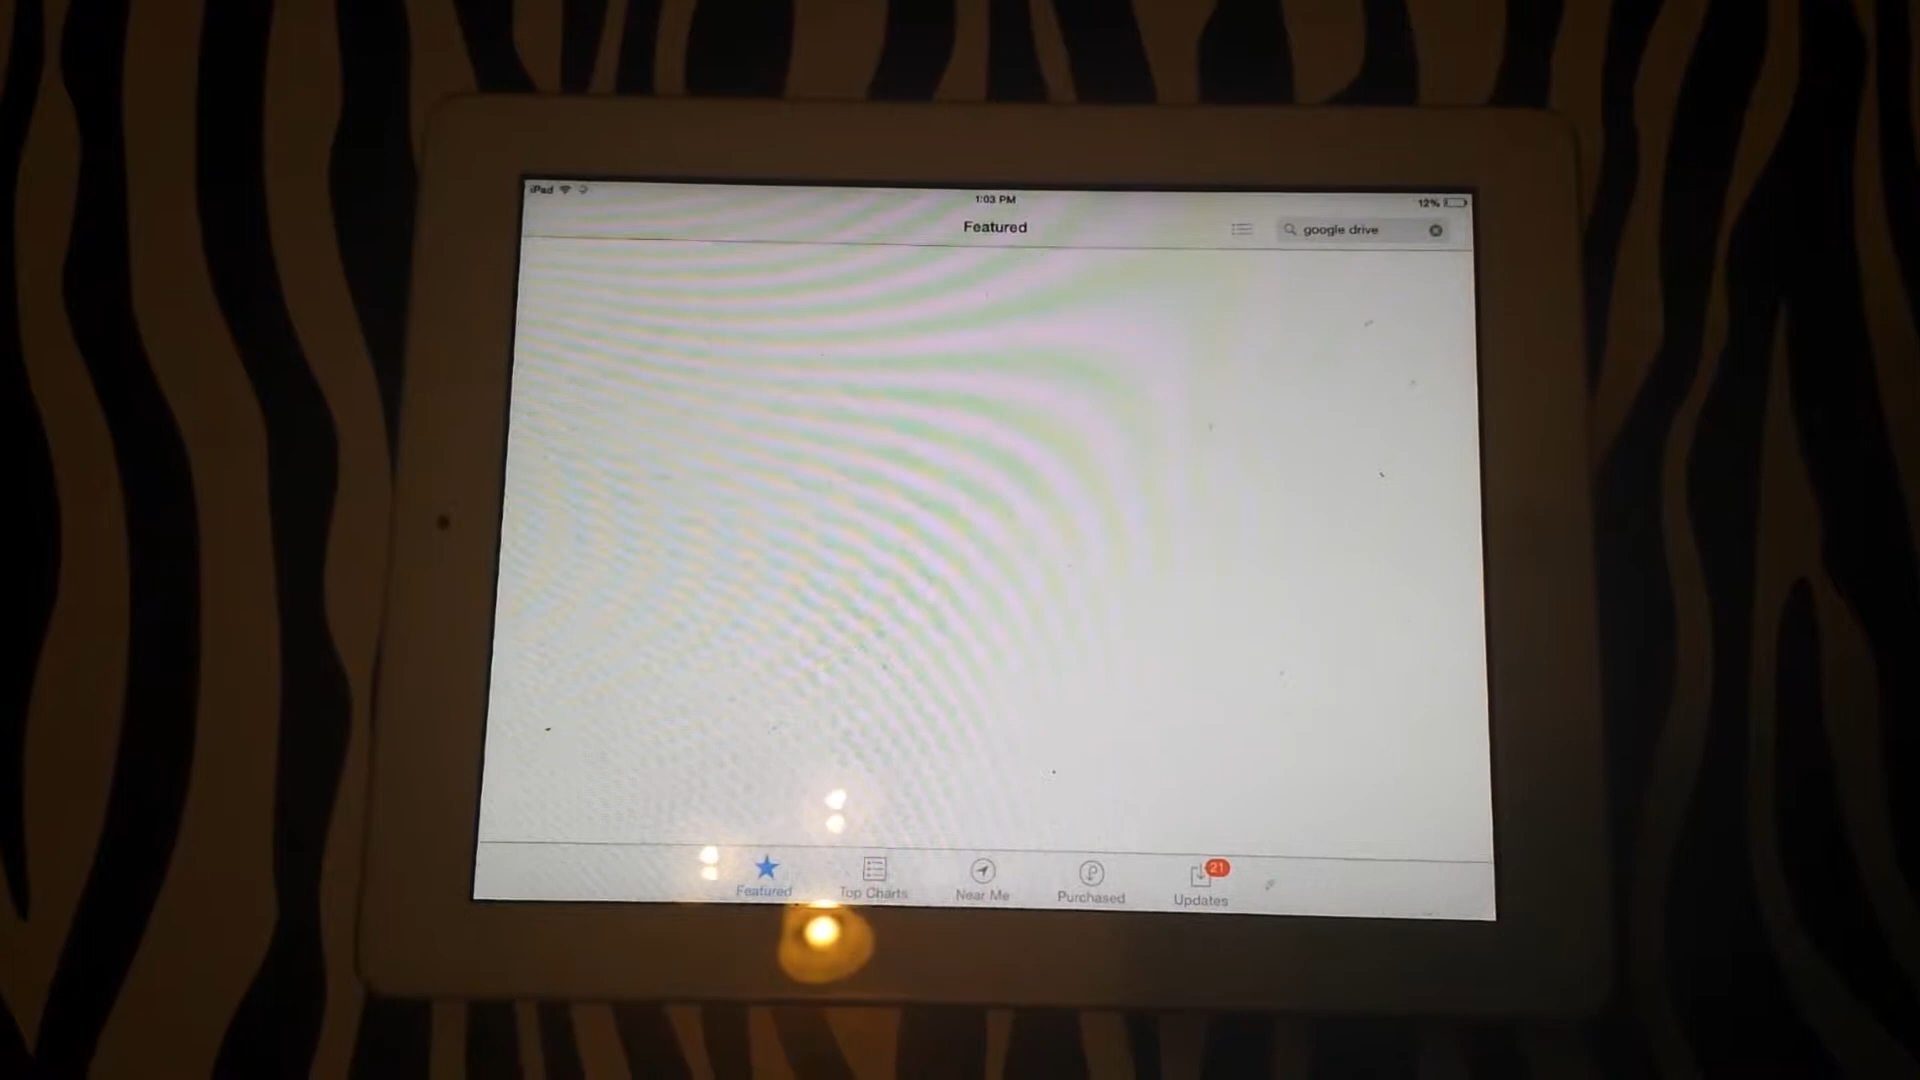 iPad
1:03 PM
12%
Featured
google drive
Featured
Top Charts
Near Me
Purchased
21
Updates